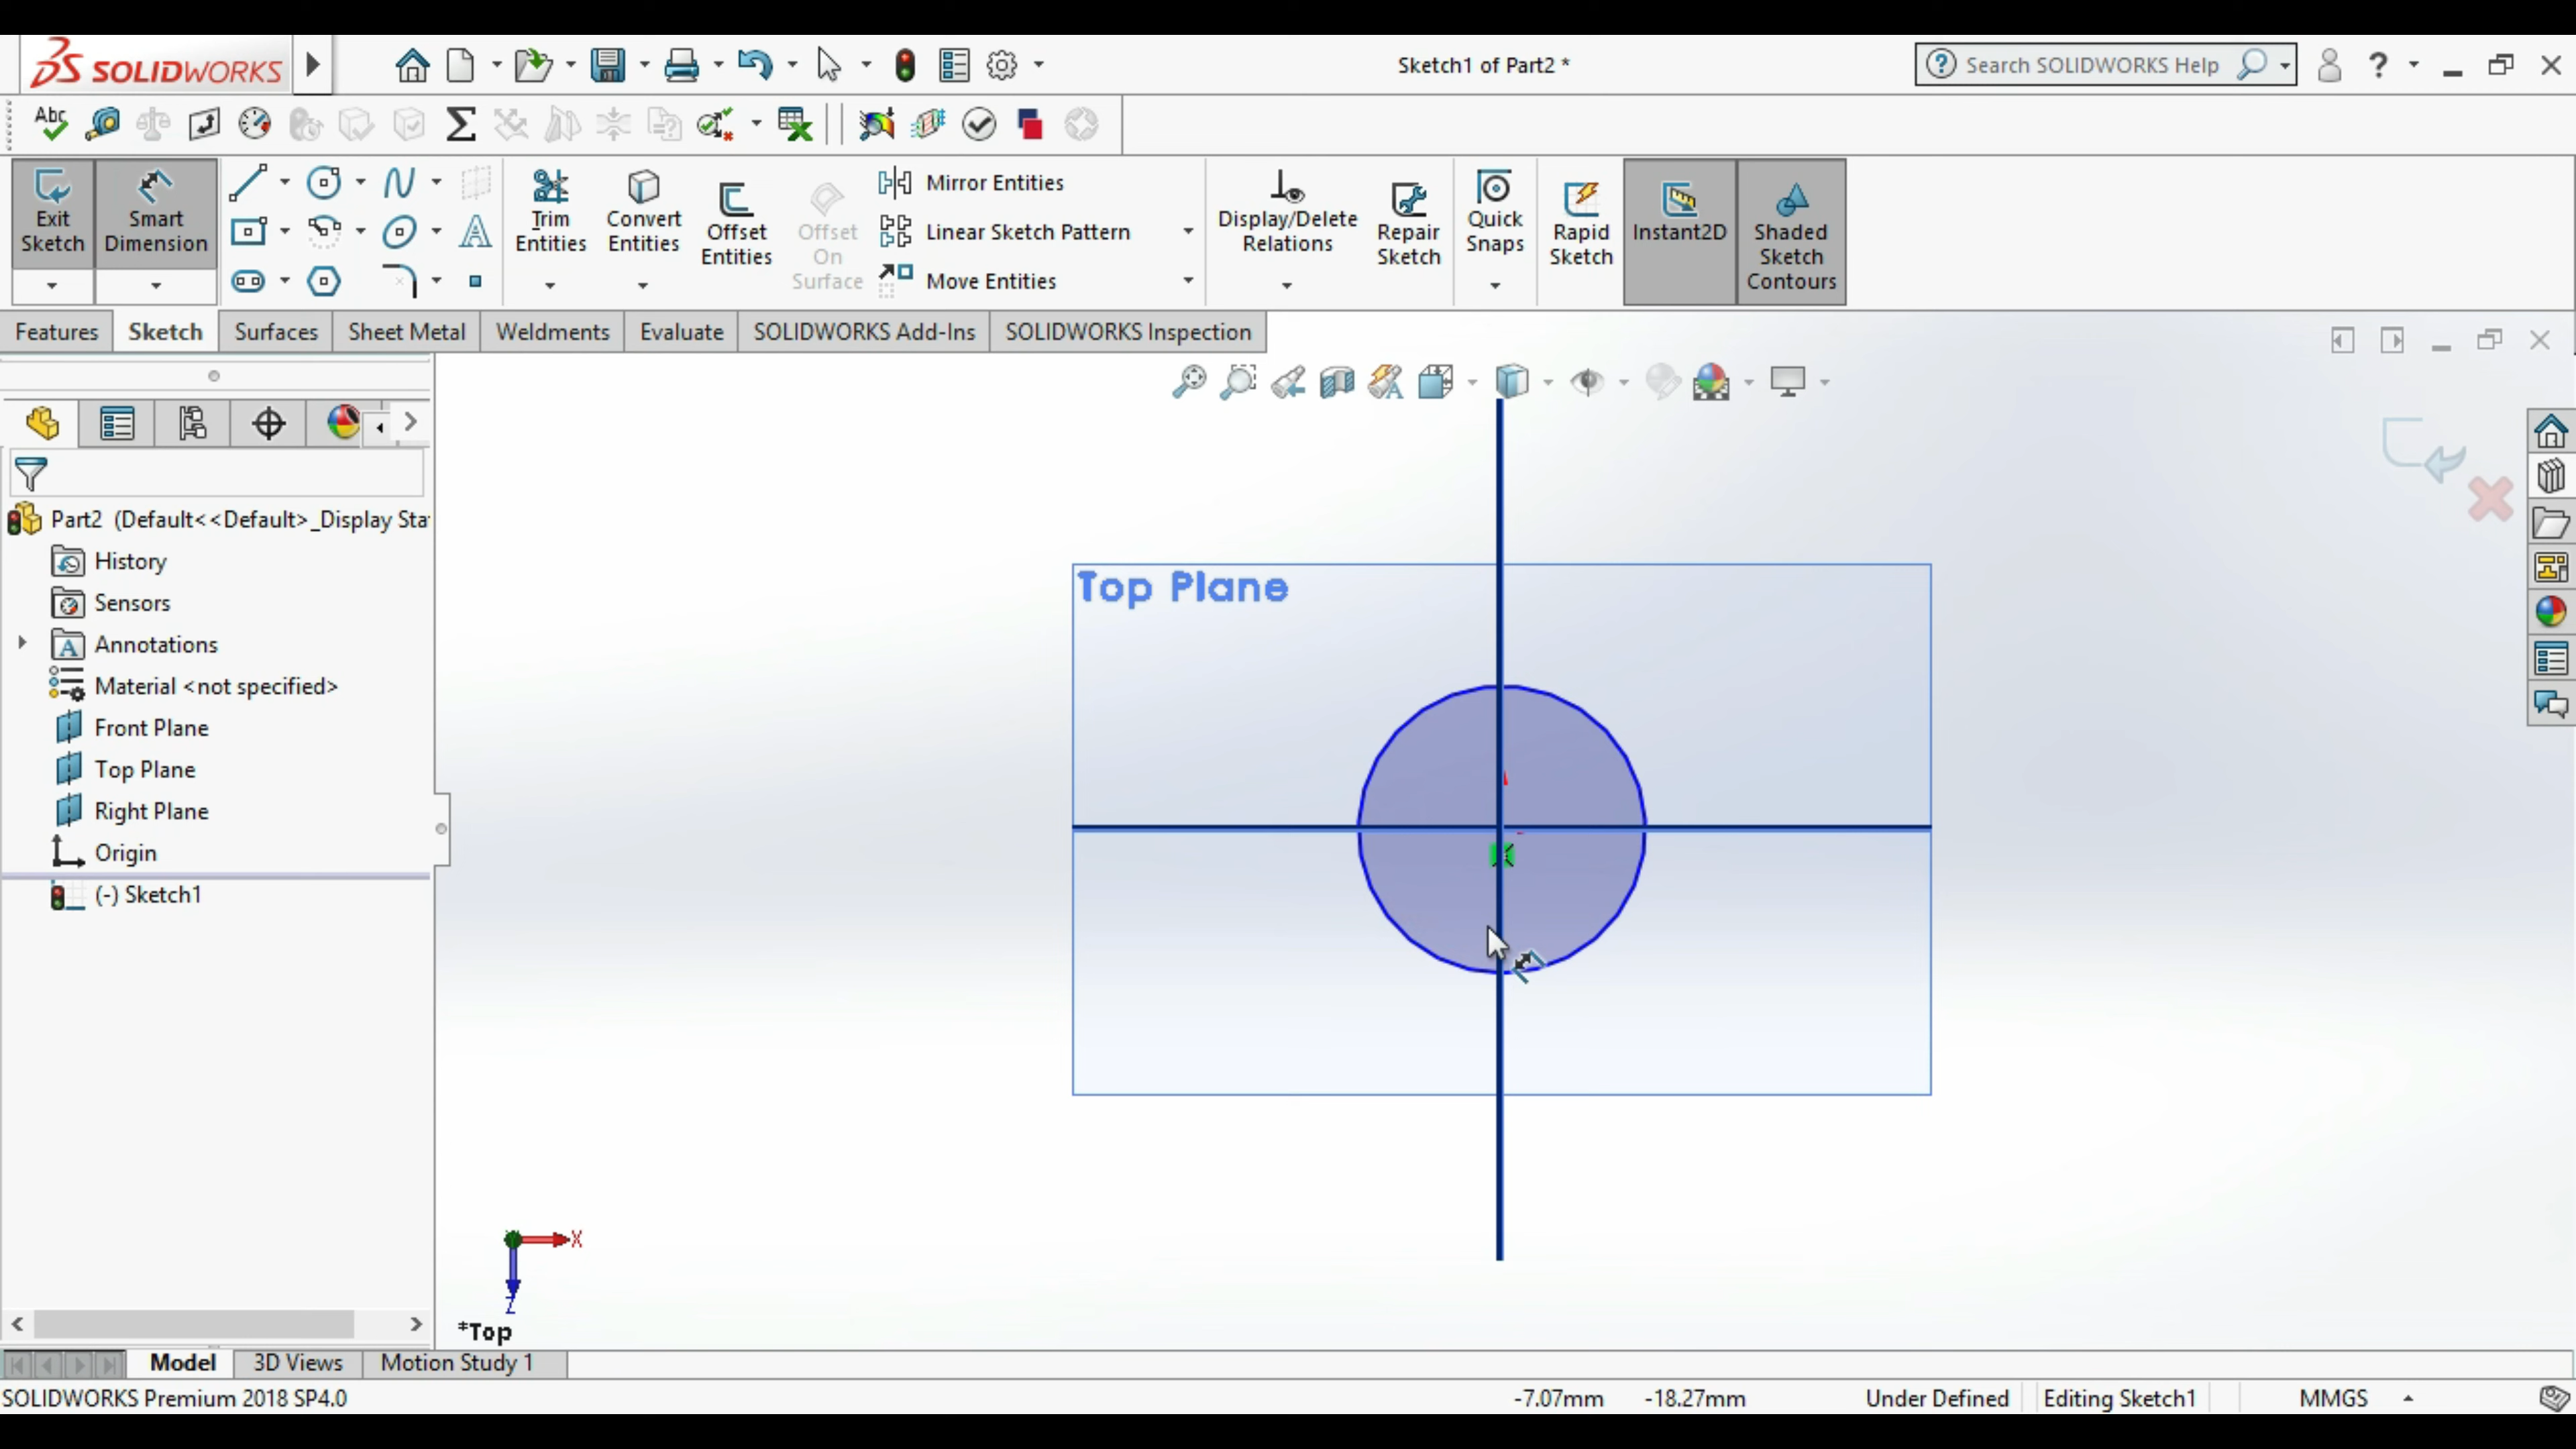 SOLIDWORKS
Sketch1 of Part2 *
Search SOLIDWORKS Help
Abc
Exit Sketch
Smart Dimension
Trim Entities
Convert Entities
Offset Entities
Offset On Surface
Mirror Entities
Linear Sketch Pattern
Move Entities
Display/Delete Relations
Repair Sketch
Quick Snaps
Rapid Sketch
Instant2D
Shaded Sketch Contours
Features
Sketch
Surfaces
Sheet Metal
Weldments
Evaluate
SOLIDWORKS Add-Ins
SOLIDWORKS Inspection
Part2 (Default<<Default>_Display Sta
History
Sensors
Annotations
Material <not specified>
Front Plane
Top Plane
Right Plane
Origin
(-) Sketch1
Top Plane
X
Z
*Top
Model
3D Views
Motion Study 1
SOLIDWORKS Premium 2018 SP4.0
-7.07mm
-18.27mm
Under Defined
Editing Sketch1
MMGS